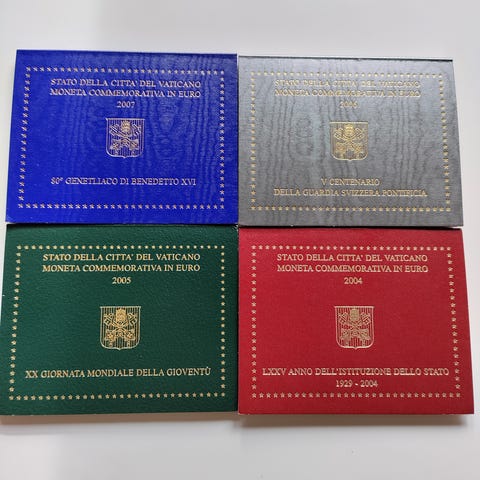 STATO DELLA CITTA' DEL VATICANO
MONETA COMMEMORATIVA IN EURO
2007
80° GENETLIACO DI BENEDETTO XVI
STATO DELLA CITTA' DEL VATICANO
MONETA COMMEMORATIVA IN EURO
2006
V CENTENARIO
DELLA GUARDIA SVIZZERA PONTIFICIA
STATO DELLA CITTA' DEL VATICANO
MONETA COMMEMORATIVA IN EURO
2005
XX GIORNATA MONDIALE DELLA GIOVENTÙ
STATO DELLA CITTA' DEL VATICANO
MONETA COMMEMORATIVA IN EURO
2004
LXXV ANNO DELL'ISTITUZIONE DELLO STATO
1929 - 2004